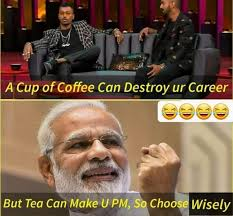 A Cup of Coffee Can Destroy ur Career
But Tea Can Make U PM, So Choose Wisely